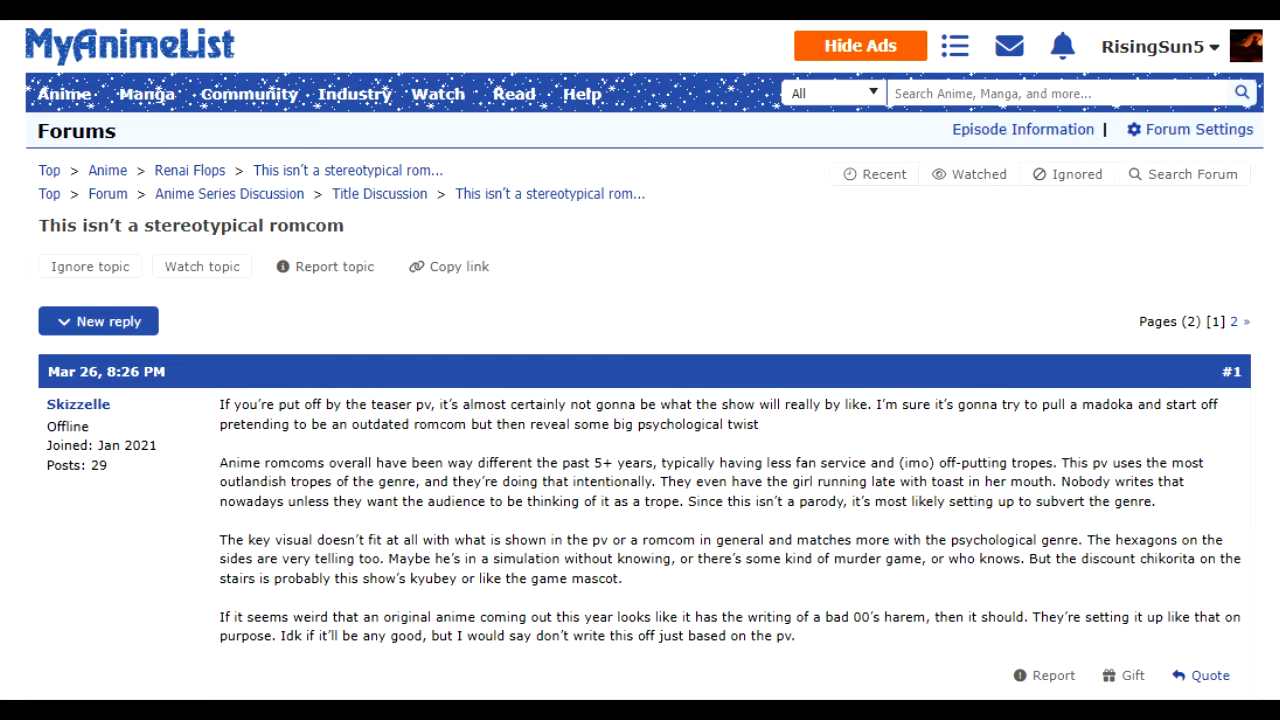 MyAnimeList
Hide Ads
RisingSun5
Anime Manga Community Industry Watch Read Help
All
Search Anime, Manga, and more...
Forums
Episode Information | Forum Settings
Top > Anime > Renai Flops > This isn't a stereotypical rom...
Recent Watched Ignored Search Forum
Top > Forum > Anime Series Discussion > Title Discussion > This isn't a stereotypical rom...
This isn't a stereotypical romcom
Ignore topic Watch topic Report topic Copy link
New reply
Pages (2) [1] 2 »
Mar 26, 8:26 PM
#1
Skizzelle
Offline
Joined: Jan 2021
Posts: 29
If you're put off by the teaser pv, it's almost certainly not gonna be what the show will really by like. I'm sure it's gonna try to pull a madoka and start off
pretending to be an outdated romcom but then reveal some big psychological twist
Anime romcoms overall have been way different the past 5+ years, typically having less fan service and (imo) off-putting tropes. This pv uses the most
outlandish tropes of the genre, and they're doing that intentionally. They even have the girl running late with toast in her mouth. Nobody writes that
nowadays unless they want the audience to be thinking of it as a trope. Since this isn't a parody, it's most likely setting up to subvert the genre.
The key visual doesn't fit at all with what is shown in the pv or a romcom in general and matches more with the psychological genre. The hexagons on the
sides are very telling too. Maybe he's in a simulation without knowing, or there's some kind of murder game, or who knows. But the discount chikorita on the
stairs is probably this show's kyubey or like the game mascot.
If it seems weird that an original anime coming out this year looks like it has the writing of a bad 00's harem, then it should. They're setting it up like that on
purpose. Idk if it'll be any good, but I would say don't write this off just based on the pv.
Report Gift Quote